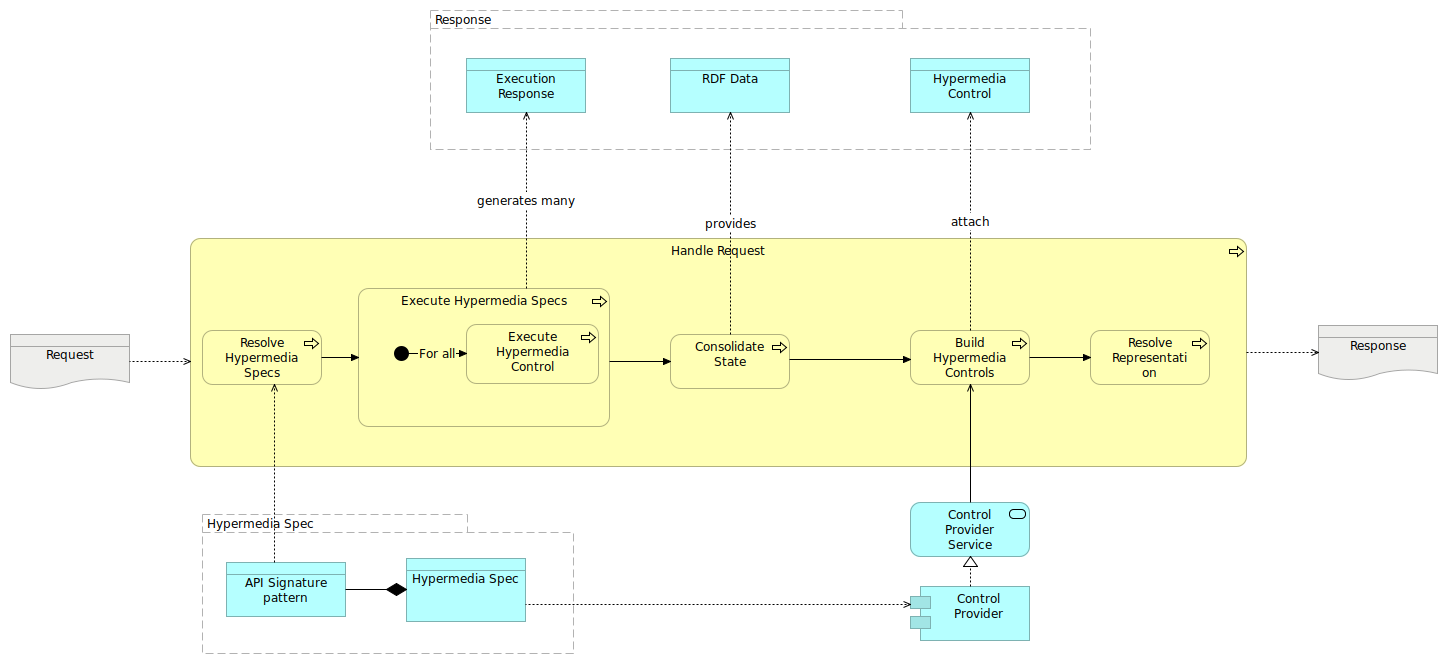 Response
Execution
Response
RDF Data
Hypermedia
Control
generates many
provides
attach
Handle Request
Execute Hypermedia Specs
Request
Resolve
Hypermedia
Specs
For all
Execute
Hypermedia
Control
Consolidate
State
Build
Hypermedia
Controls
Resolve
Representati
on
Response
Hypermedia Spec
API Signature
pattern
Hypermedia Spec
Control
Provider
Service
Control
Provider